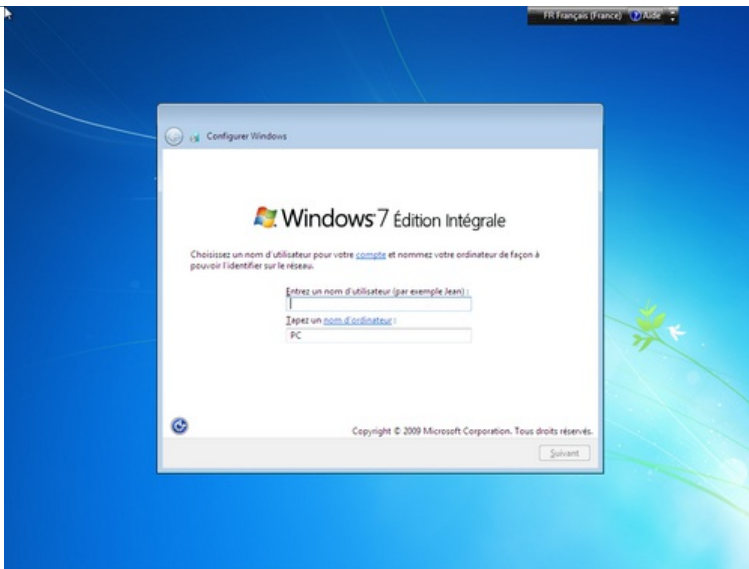 FR Français (France) Aide
Configurer Windows
Windows 7 Édition Intégrale
Choisissez un nom d'utilisateur pour votre compte et nommez votre ordinateur de façon à
pouvoir l'identifier sur le réseau.
Entrez un nom d'utilisateur (par exemple Jean) :
Tapez un nom d'ordinateur :
PC
Copyright © 2009 Microsoft Corporation. Tous droits réservés.
Suivant